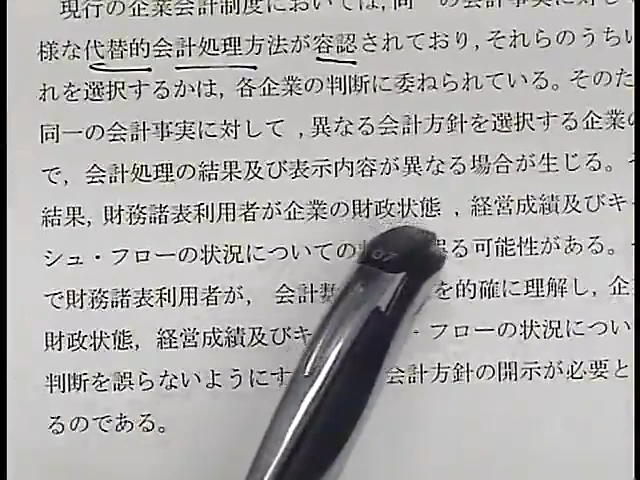 現行の企業会計制度においては,同一の会計事実に対し
様な代替的会計処理方法が容認されており,それらのうち
れを選択するかは,各企業の判断に委ねられている。そのた
同一の会計事実に対して,異なる会計方針を選択する企業
で,会計処理の結果及び表示内容が異なる場合が生じる。
結果,財務諸表利用者が企業の財政状態,経営成績及びキ
シュ・フローの状況についての る可能性がある。
で財務諸表利用者が,会計数 を的確に理解し,企
財政状態,経営成績及びキ ・フローの状況につい
判断を誤らないようにす 会計方針の開示が必要と
るのである。
07